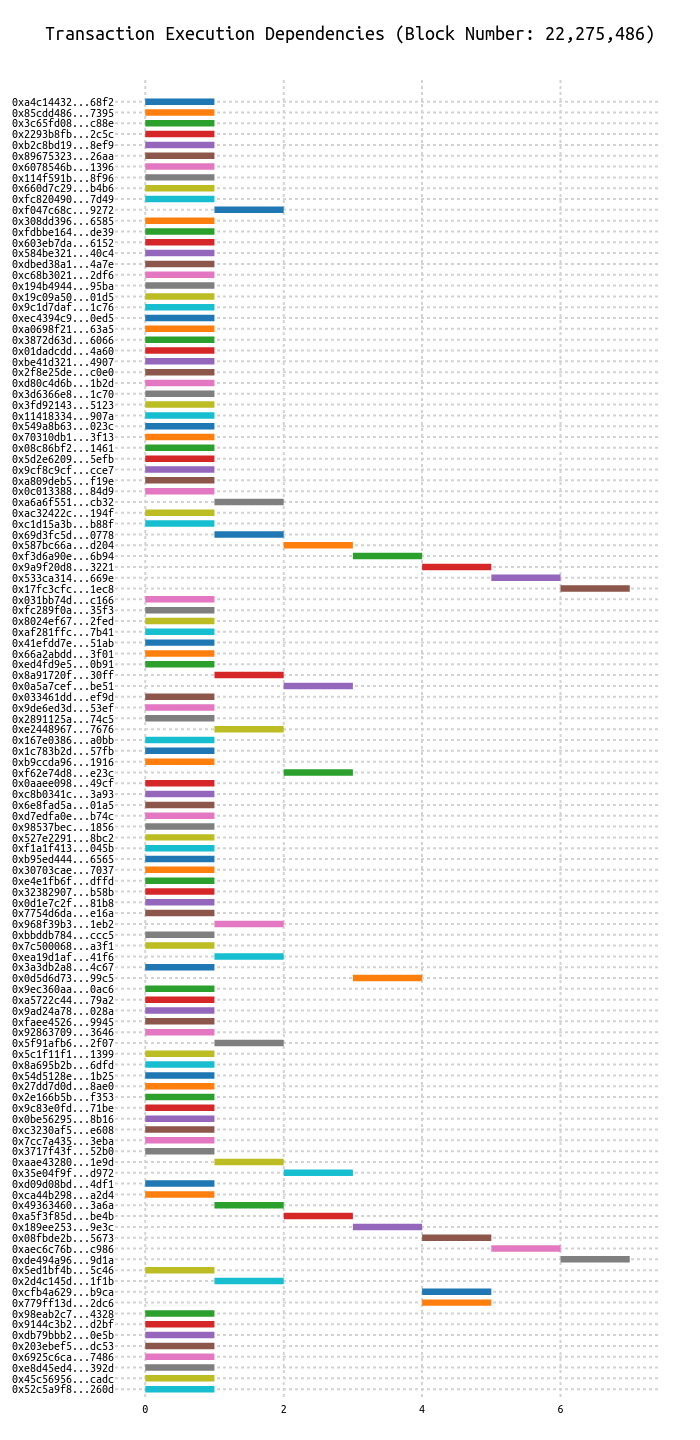 Transaction Execution Dependencies (Block Number: 22,275,486)
0xa4c14432...68f2
0x85cdd486...7395
0x3c65fd08...c88e
0x2293b8fb...2c5c
0xb2c8bd19...8ef9
0x89675323...26aa
0x6078546b...1396
0x114f591b...8f96
0x660d7c29...b4b6
0xfc820490...7d49
0xf047c68c...9272
0x308dd396...6585
0xfdbbe164...de39
0x603eb7da...6152
0x584be321...40c4
0xdbed38a1...4a7e
0xc68b3021...2df6
0x194b4944...95ba
0x19c09a50...01d5
0x9c1d7daf...1c76
0xec4394c9...0ed5
0xa0698f21...63a5
0x3872d63d...6066
0x01dadcdd...4a60
0xbe41d321...4907
0x2f8e25de...c0e0
0xd80c4d6b...1b2d
0x3d6366e8...1c70
0x3fd92143...5123
0x11418334...907a
0x549a8b63...023c
0x70310db1...3f13
0x08c86bf2...1461
0x5d2e6209...5efb
0x9cf8c9cf...cce7
0xa809deb5...f19e
0x0c013388...84d9
0xa6a6f551...cb32
0xac32422c...194f
0xc1d15a3b...b88f
0x69d3fc5d...0778
0x587bc66a...d204
0xf3d6a90e...6b94
0x9a9f20d8...3221
0x533ca314...669e
0x17fc3cfc...1ec8
0x031bb74d...c166
0xfc289f0a...35f3
0x8024ef67...2fed
0xaf281ffc...7b41
0x41efdd7e...51ab
0x66a2abdd...3f01
0xed4fd9e5...0b91
0x8a91720f...30ff
0x0a5a7cef...be51
0x033461dd...ef9d
0x9de6ed3d...53ef
0x2891125a...74c5
0xe2448967...7676
0x167e0386...a0bb
0x1c783b2d...57fb
0xb9ccda96...1916
0xf62e74d8...e23c
0x0aaee098...49cf
0xc8b0341c...3a93
0x6e8fad5a...01a5
0xd7edfa0e...b74c
0x98537bec...1856
0x527e2291...8bc2
0xf1a1f413...045b
0xb95ed444...6565
0x30703cae...7037
0xe4e1fb6f...dffd
0x32382907...b58b
0x0d1e7c2f...81b8
0x7754d6da...e16a
0x968f39b3...1eb2
0xbbddb784...ccc5
0x7c500068...a3f1
0xea19d1af...41f6
0x3a3db2a8...4c67
0x0d5d6d73...99c5
0x9ec360aa...0ac6
0xa5722c44...79a2
0x9ad24a78...028a
0xfaee4526...9945
0x92863709...3646
0x5f91afb6...2f07
0x5c1f11f1...1399
0x8a695b2b...6dfd
0x54d5128e...1b25
0x27dd7d0d...8ae0
0x2e166b5b...f353
0x9c83e0fd...71be
0x0be56295...8b16
0xc3230af5...e608
0x7cc7a435...3eba
0x3717f43f...52b0
0xaae43280...1e9d
0x35e04f9f...d972
0xd09d08bd...4df1
0xca44b298...a2d4
0x49363460...3a6a
0xa5f3f85d...be4b
0x189ee253...9e3c
0x08fbde2b...5673
0xaec6c76b...c986
0xde494a96...9d1a
0x5ed1bf4b...5c46
0x2d4c145d...1f1b
0xcfb4a629...b9ca
0x779ff13d...2dc6
0x98eab2c7...4328
0x9144c3b2...d2bf
0xdb79bbb2...0e5b
0x203ebef5...dc53
0x6925c6ca...7486
0xe8d45ed4...392d
0x45c56956...cadc
0x52c5a9f8...260d
0 2 4 6